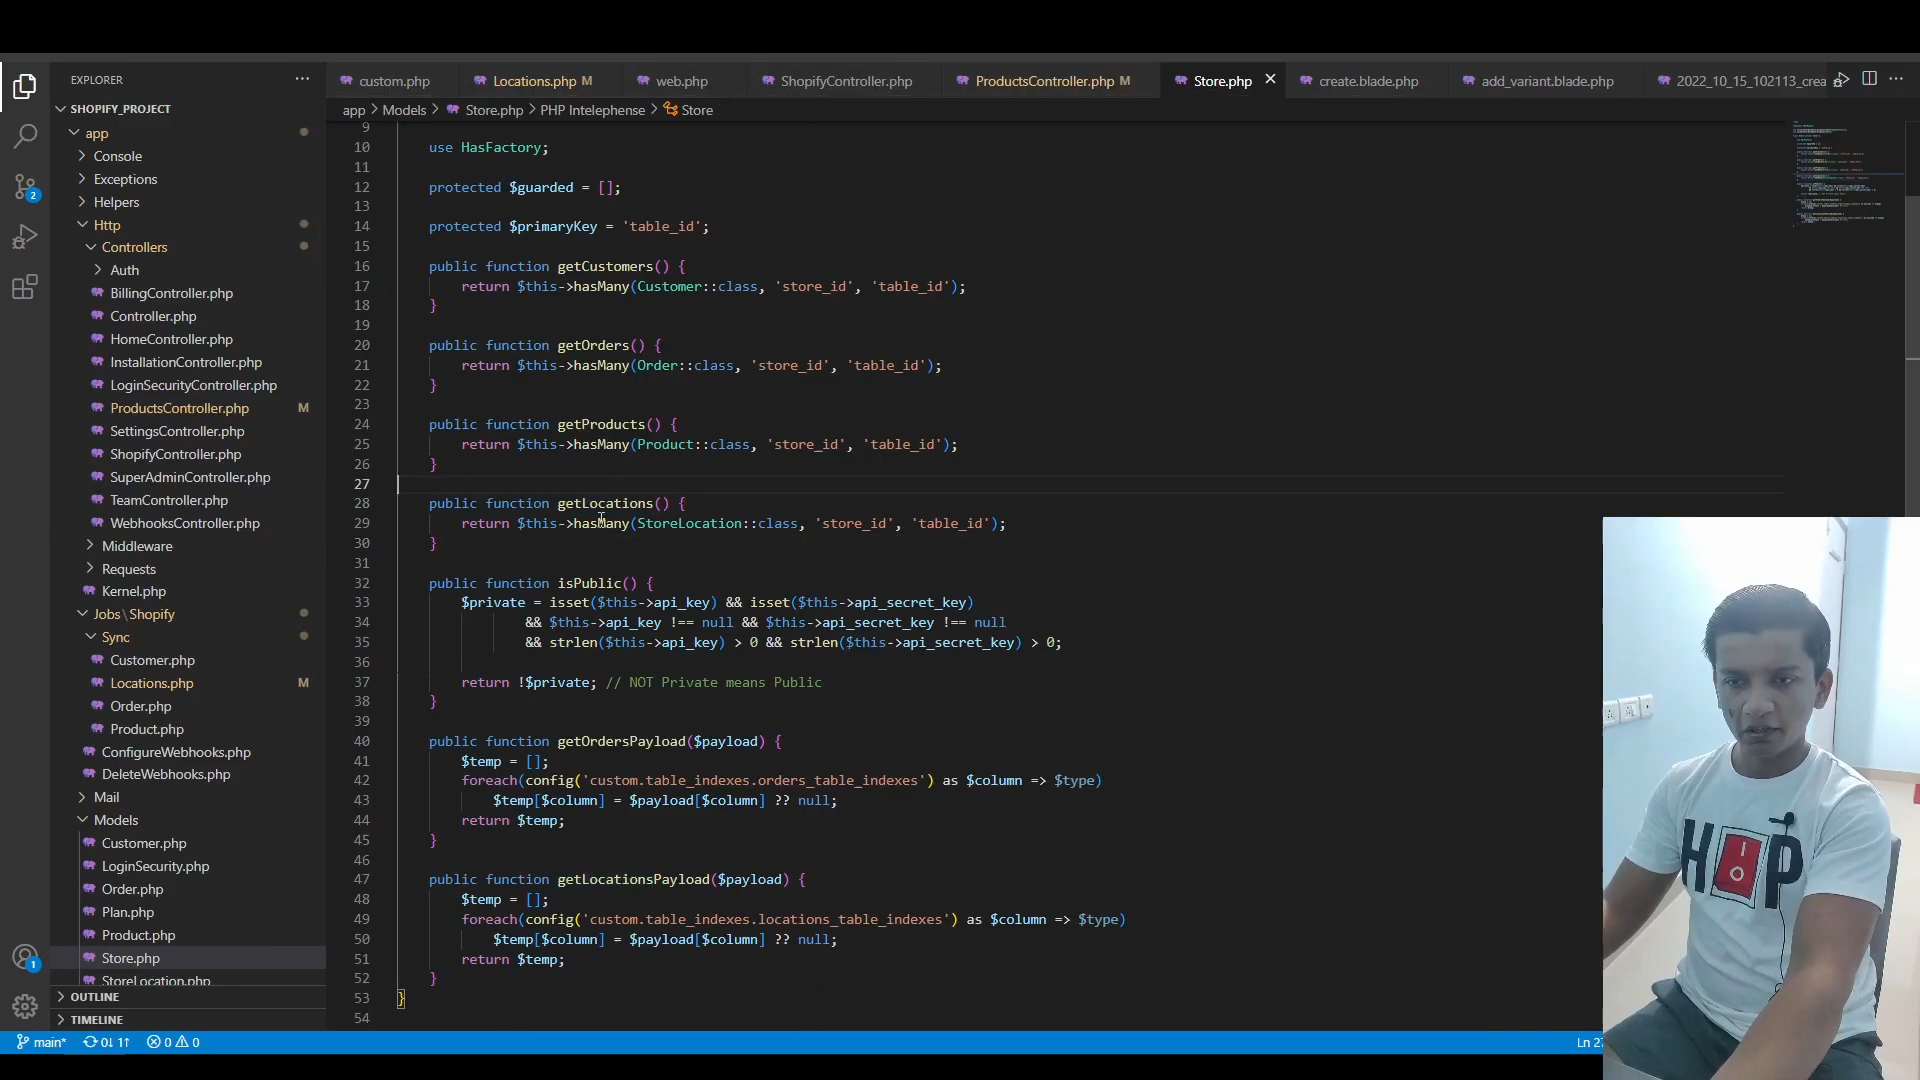 EXPLORER
···
custom.php
Locations.php M
web.php
ShopifyController.php
ProductsController.php M
Store.php
create.blade.php
add_variant.blade.php
2022_10_15_102113_crea
···
app > Models > Store.php > PHP Intelephense > Store
SHOPIFY_PROJECT
app
Console
Exceptions
Helpers
Http
Controllers
Auth
BillingController.php
Controller.php
HomeController.php
InstallationController.php
LoginSecurityController.php
ProductsController.php M
SettingsController.php
ShopifyController.php
SuperAdminController.php
TeamController.php
WebhooksController.php
Middleware
Requests
Kernel.php
Jobs\Shopify
Sync
Customer.php
Locations.php M
Order.php
Product.php
ConfigureWebhooks.php
DeleteWebhooks.php
Mail
Models
Customer.php
LoginSecurity.php
Order.php
Plan.php
Product.php
Store.php
StoreLocation.php
OUTLINE
TIMELINE
2
1
9
10 use HasFactory;
11
12 protected $guarded = [];
13
14 protected $primaryKey = 'table_id';
15
16 public function getCustomers() {
17 return $this->hasMany(Customer::class, 'store_id', 'table_id');
18 }
19
20 public function getOrders() {
21 return $this->hasMany(Order::class, 'store_id', 'table_id');
22 }
23
24 public function getProducts() {
25 return $this->hasMany(Product::class, 'store_id', 'table_id');
26 }
27
28 public function getLocations() {
29 return $this->hasMany(StoreLocation::class, 'store_id', 'table_id');
30 }
31
32 public function isPublic() {
33 $private = isset($this->api_key) && isset($this->api_secret_key)
34 && $this->api_key !== null && $this->api_secret_key !== null
35 && strlen($this->api_key) > 0 && strlen($this->api_secret_key) > 0;
36
37 return !$private; // NOT Private means Public
38 }
39
40 public function getOrdersPayload($payload) {
41 $temp = [];
42 foreach(config('custom.table_indexes.orders_table_indexes') as $column => $type)
43 $temp[$column] = $payload[$column] ?? null;
44 return $temp;
45 }
46
47 public function getLocationsPayload($payload) {
48 $temp = [];
49 foreach(config('custom.table_indexes.locations_table_indexes') as $column => $type)
50 $temp[$column] = $payload[$column] ?? null;
51 return $temp;
52 }
53 }
54
HOP
I
O
main* 0↓ 1↑ 0 0
Ln 27